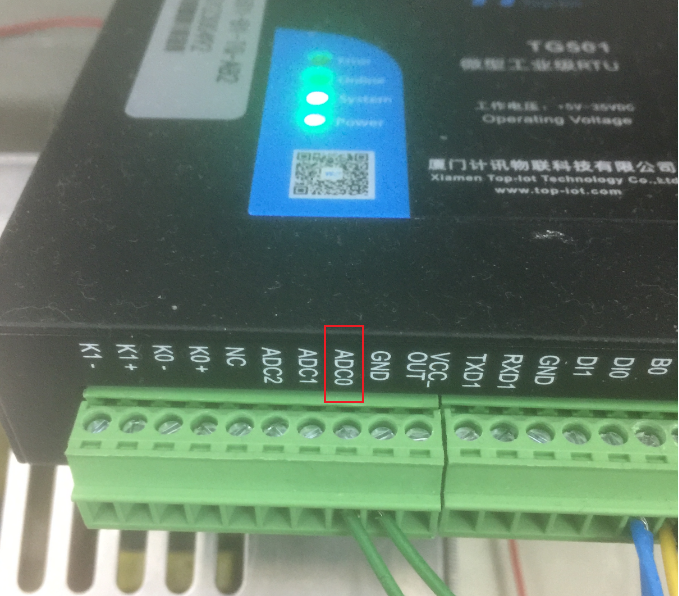 TG501
微型工业级RTU
Error
Online
System
Power
工作电压：+5V-35VDC
Operating Voltage
厦门计讯物联科技有限公司
Xiamen Top-iot Technology Co.,Ltd
www.top-iot.com
K1 -
K1 +
K0 -
K0 +
NC
ADC2
ADC1
ADC0
GND
VCC_
OUT
TXD1
RXD1
GND
DI1
DI0
B0